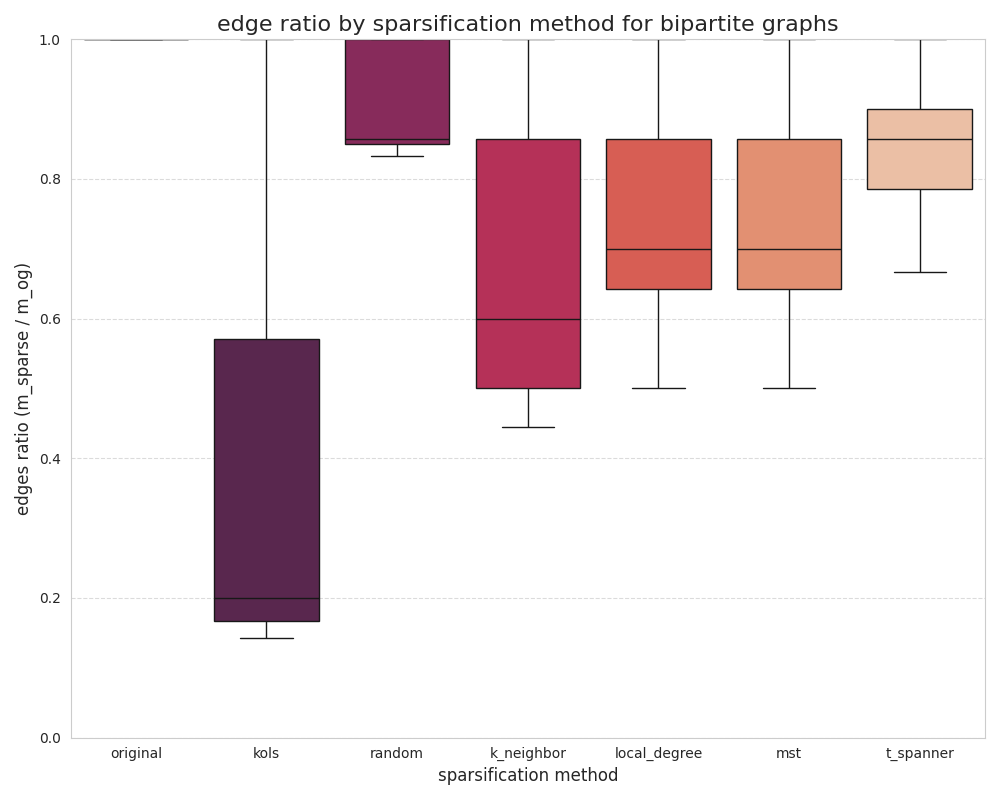 edge ratio by sparsification method for bipartite graphs
edges ratio (m_sparse / m_og)
1.0
0.8
0.6
0.4
0.2
0.0
original kols random k_neighbor local_degree mst t_spanner
sparsification method